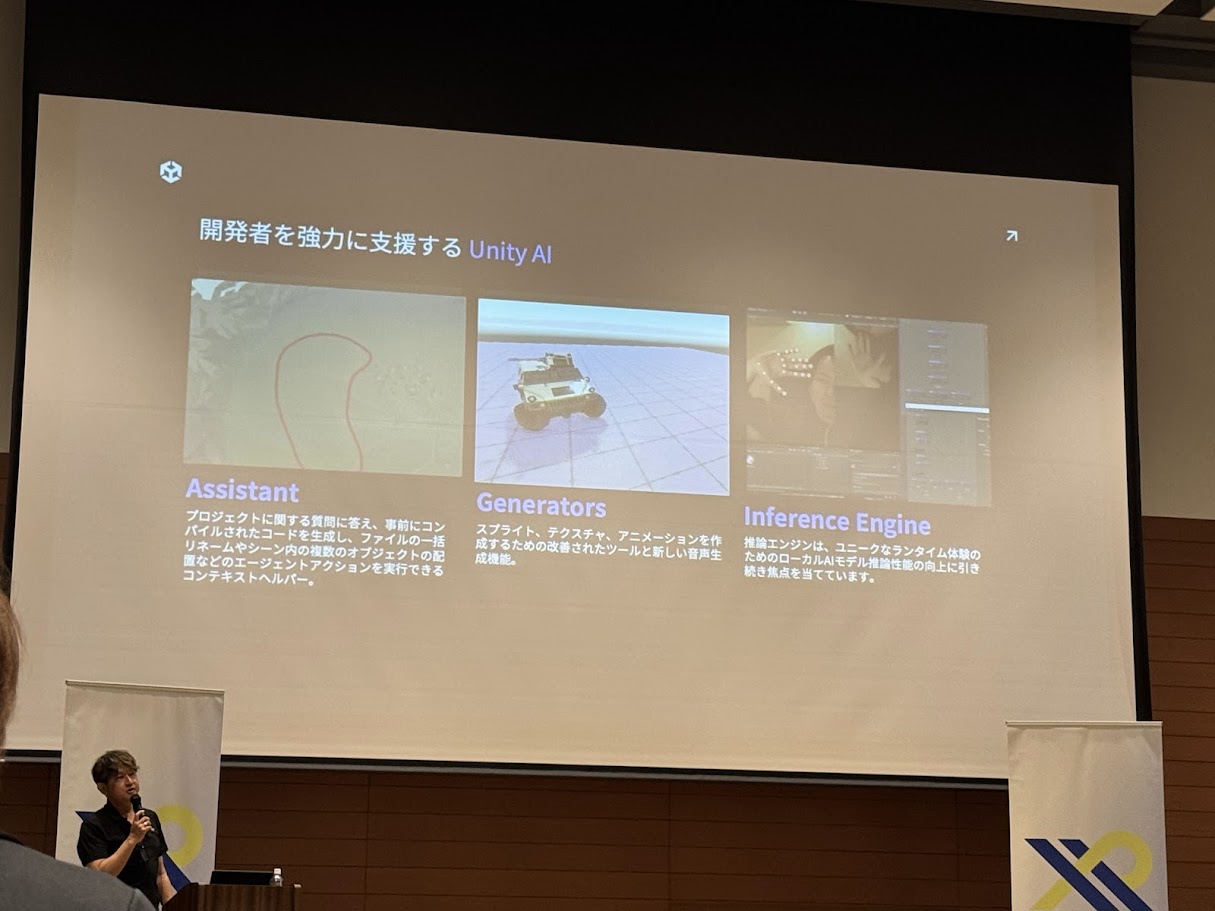 開発者を強力に支援する Unity AI
Assistant
プロジェクトに関する質問に答え、事前にコン
パイルされたコードを生成し、ファイルの一括
リネームやシーン内の複数のオブジェクトの配
置などのエージェントアクションを実行できる
コンテキストヘルパー。
Generators
スプライト、テクスチャ、アニメーションを作
成するための改善されたツールと新しい音声生
成機能。
Inference Engine
推論エンジンは、ユニークなランタイム体験の
ためのローカルAIモデル推論性能の向上に引き
続き焦点を当てています。